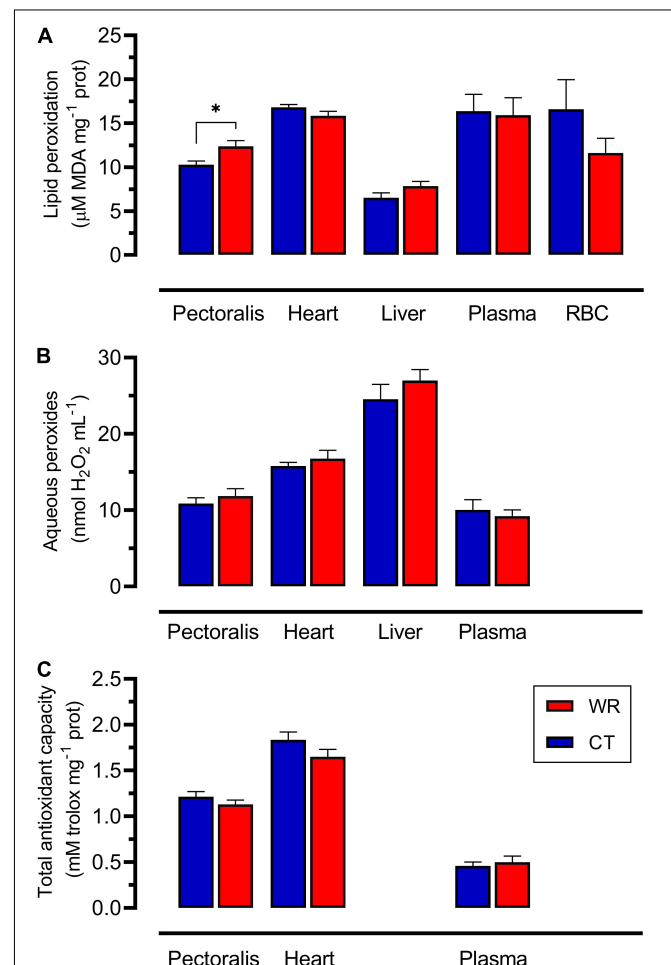 A
Lipid peroxidation
(μM MDA mg⁻¹ prot)
25
20
15
10
5
0
*
Pectoralis Heart Liver Plasma RBC
B
Aqueous peroxides
(nmol H₂O₂ mL⁻¹)
30
20
10
0
Pectoralis Heart Liver Plasma
C
Total antioxidant capacity
(mM trolox mg⁻¹ prot)
2.5
2.0
1.5
1.0
0.5
0.0
WR
CT
Pectoralis Heart Plasma